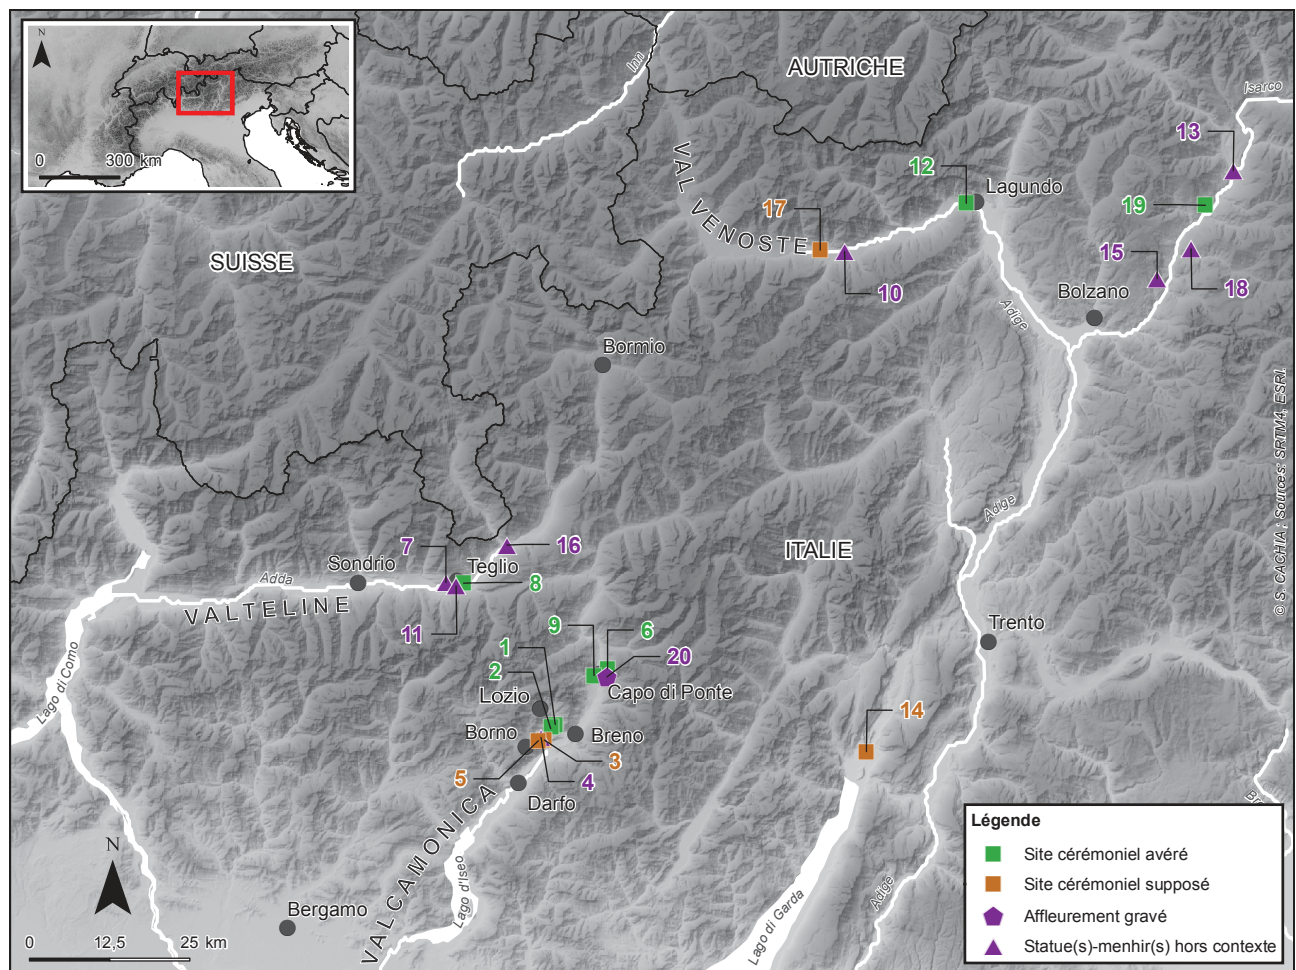 N
0 300 km
Inn
AUTRICHE
Isarco
13
12
Lagundo
VAL VENOSTE
17
19
SUISSE
15
10
18
Bolzano
Adige
Bormio
Adige
ITALIE
7
16
Sondrio
Teglio
Adda
8
VALTELINE
11
9
6
1
20
2
Trento
Lago di Como
Lozio
Capo di Ponte
14
Borno
Breno
3
5
4
Darfo
VALCAMONICA
Lago d'Iseo
Lago di Garda
Adige
Bergamo
N
0 12,5 25 km
Légende
Site cérémoniel avéré
Site cérémoniel supposé
Affleurement gravé
Statue(s)-menhir(s) hors contexte
© S. CACHIA ; Sources: SRTM4, ESRI.